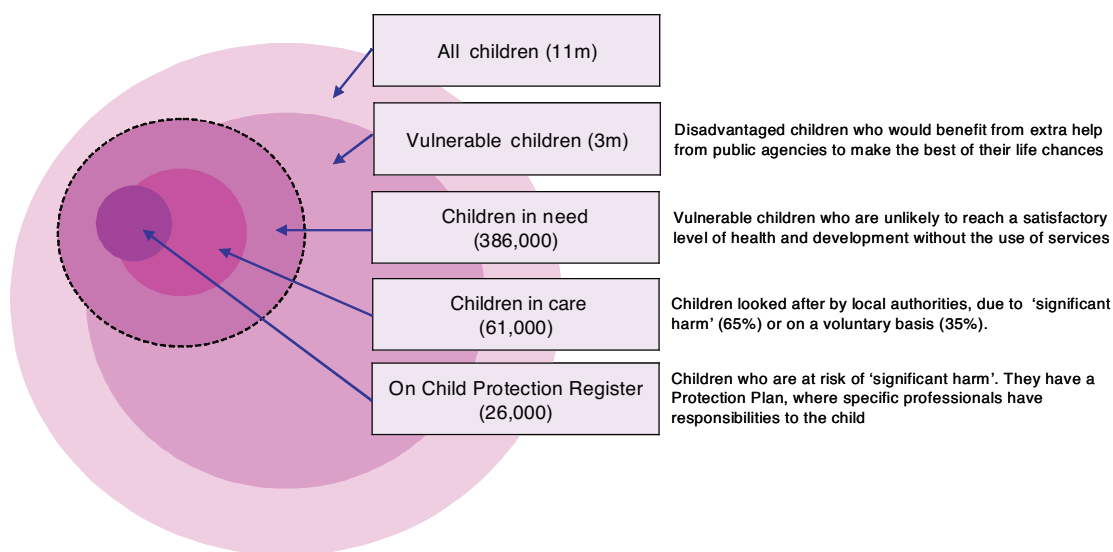 All children (11m)
Vulnerable children (3m)
Disadvantaged children who would benefit from extra help
from public agencies to make the best of their life chances
Children in need
(386,000)
Vulnerable children who are unlikely to reach a satisfactory
level of health and development without the use of services
Children in care
(61,000)
Children looked after by local authorities, due to ‘significant
harm’ (65%) or on a voluntary basis (35%).
On Child Protection Register
(26,000)
Children who are at risk of ‘significant harm’. They have a
Protection Plan, where specific professionals have
responsibilities to the child